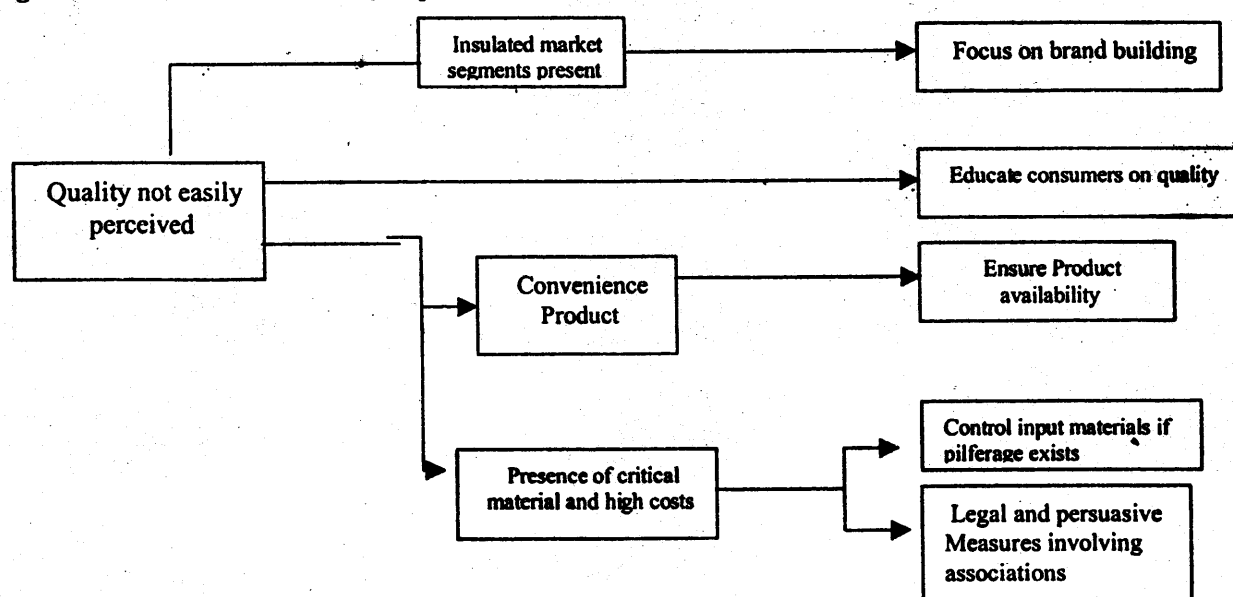 Insulated market
segments present
Focus on brand building
Quality not easily
perceived
Educate consumers on quality
Convenience
Product
Ensure Product
availability
Presence of critical
material and high costs
Control input materials if
pilferage exists
Legal and persuasive
Measures involving
associations